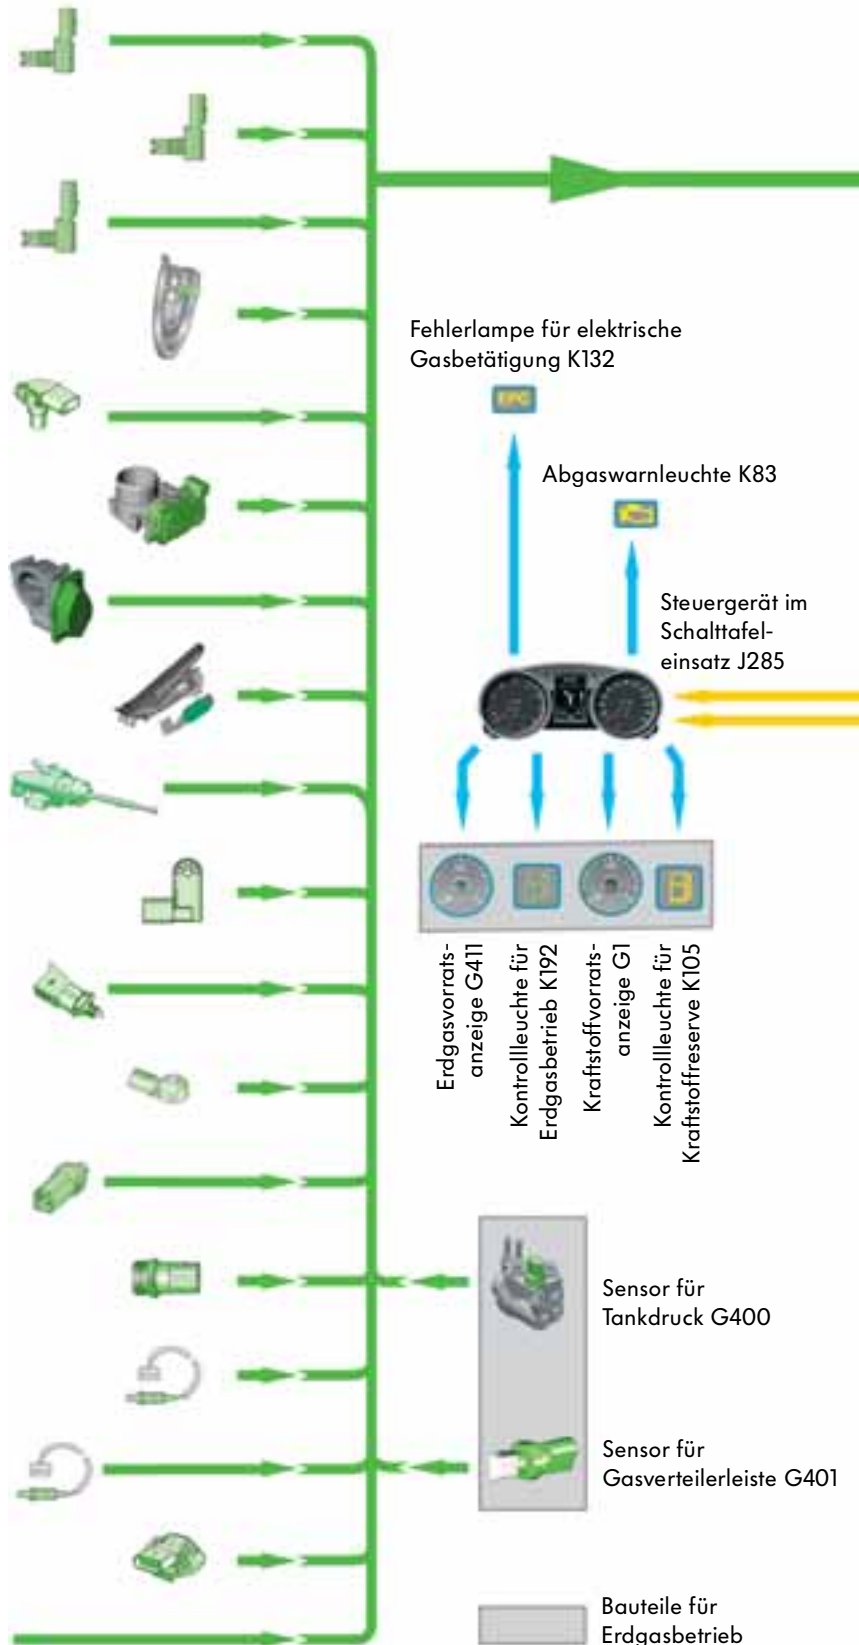 Fehlerlampe für elektrische
Gasbetätigung K132
EPC
Abgaswarnleuchte K83
Steuergerät im
Schalttafel-
einsatz J285
Erdgasvorrats-
anzeige G411
Kontrollleuchte für
Erdgasbetrieb K192
Kraftstoffvorrats-
anzeige G1
Kontrollleuchte für
Kraftstoffreserve K105
Sensor für
Tankdruck G400
Sensor für
Gasverteilerleiste G401
Bauteile für
Erdgasbetrieb